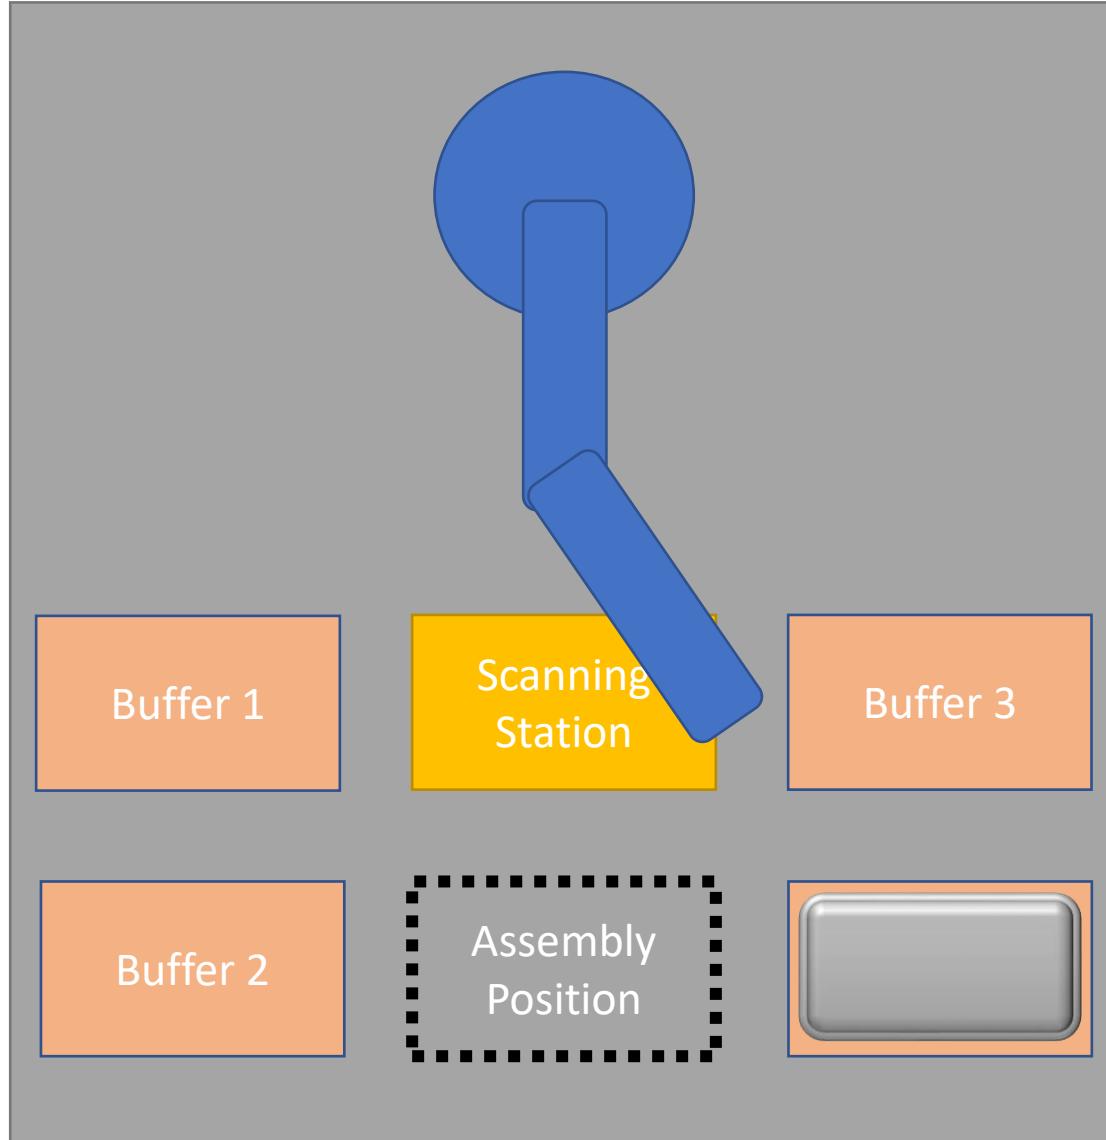 Scanning
Station
Buffer 1
Buffer 3
Buffer 2
Assembly
Position